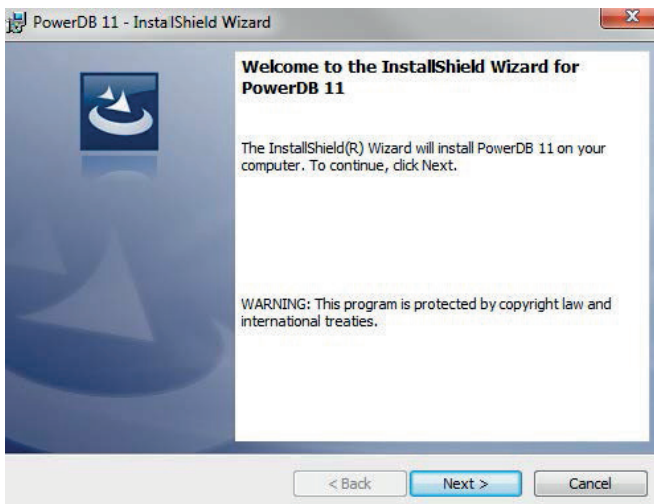 PowerDB 11 - InstallShield Wizard
X
Welcome to the InstallShield Wizard for
PowerDB 11
The InstallShield(R) Wizard will install PowerDB 11 on your
computer. To continue, click Next.
WARNING: This program is protected by copyright law and
international treaties.
< Back
Next >
Cancel